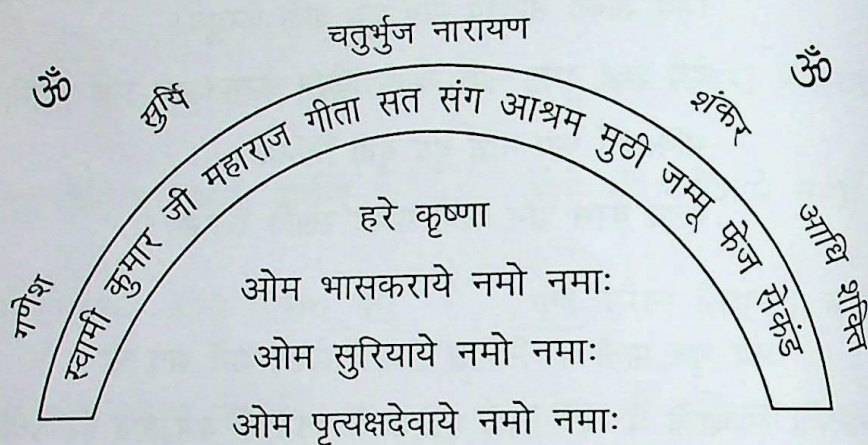 चतुर्भुज नारायण
ॐ
ॐ
सुर्यि
शंकर
गणेश
आधि शक्ति
स्वामी कुमार जी महाराज गीता सत संग आश्रम मुठी जम्मू फेज सेकंड
हरे कृष्णा
ओम भासकराये नमो नमाः
ओम सुरियाये नमो नमाः
ओम पृत्यक्षदेवाये नमो नमाः